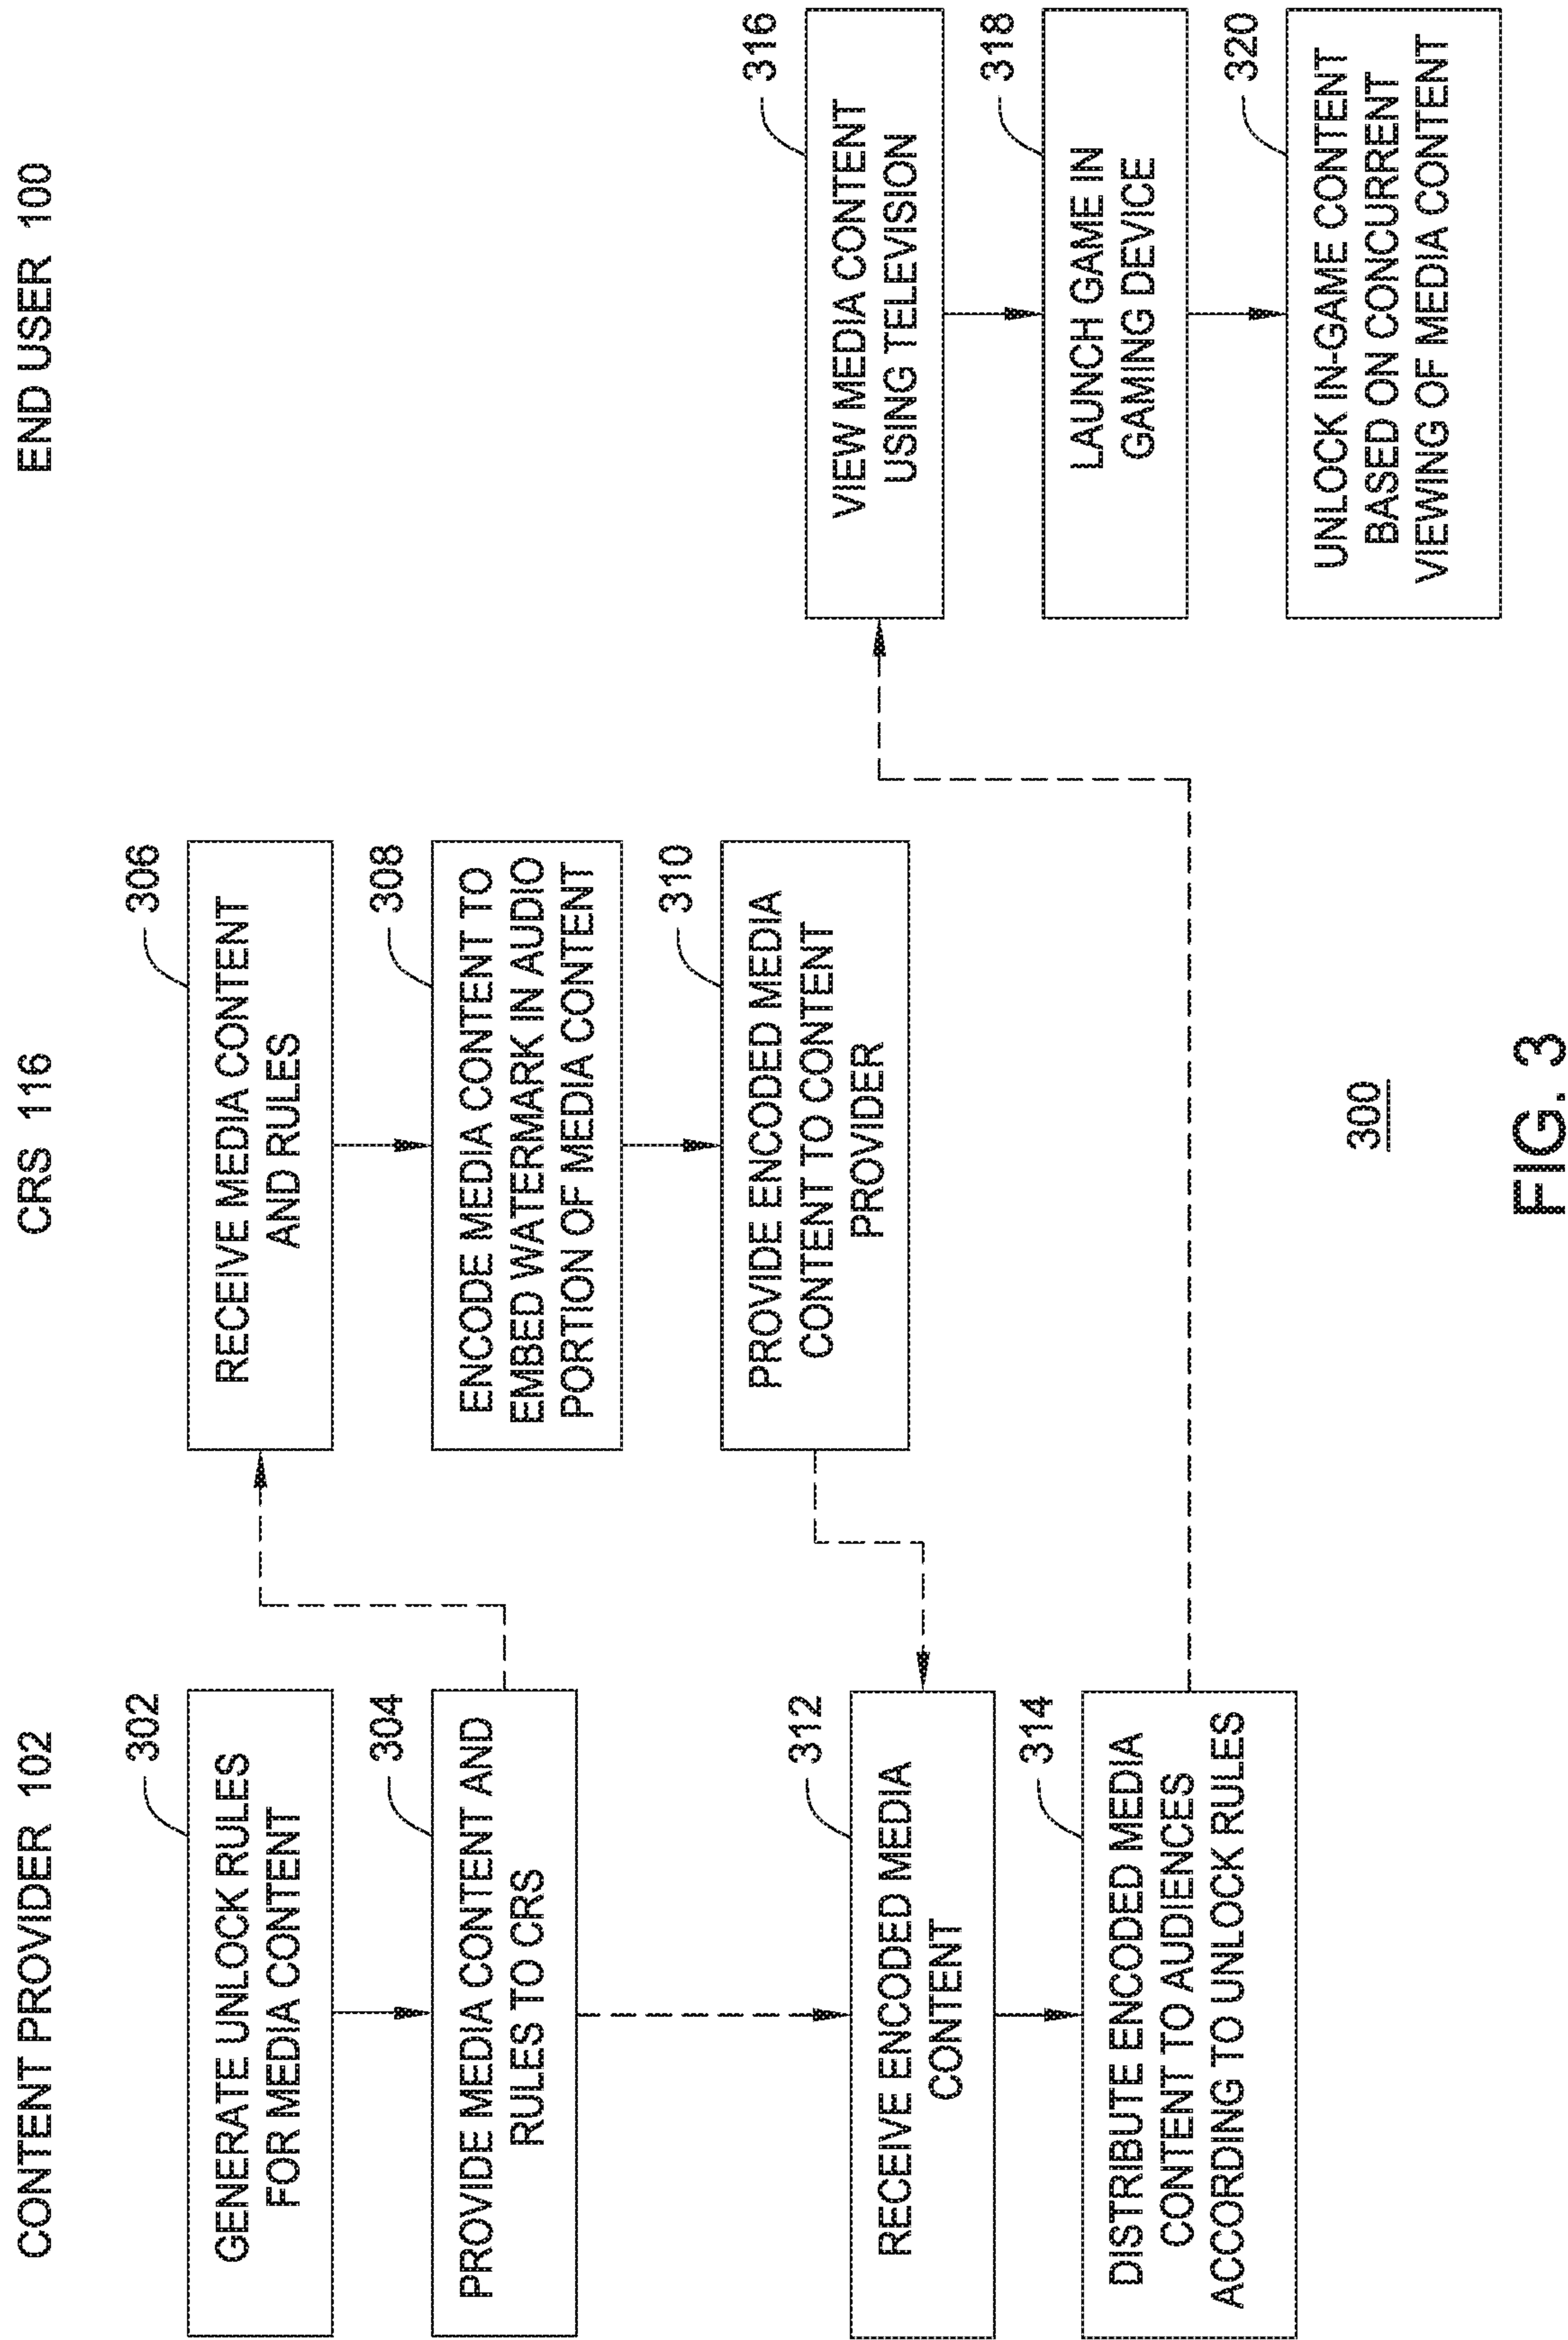 CONTENT PROVIDER 102
302
GENERATE UNLOCK RULES
FOR MEDIA CONTENT
304
PROVIDE MEDIA CONTENT AND
RULES TO CRS
312
RECEIVE ENCODED MEDIA
CONTENT
314
DISTRIBUTE ENCODED MEDIA
CONTENT TO AUDIENCES
ACCORDING TO UNLOCK RULES
CRS 116
306
RECEIVE MEDIA CONTENT
AND RULES
308
ENCODE MEDIA CONTENT TO
EMBED WATERMARK IN AUDIO
PORTION OF MEDIA CONTENT
310
PROVIDE ENCODED MEDIA
CONTENT TO CONTENT
PROVIDER
END USER 100
316
VIEW MEDIA CONTENT
USING TELEVISION
318
LAUNCH GAME IN
GAMING DEVICE
320
UNLOCK IN-GAME CONTENT
BASED ON CONCURRENT
VIEWING OF MEDIA CONTENT
300
FIG. 3